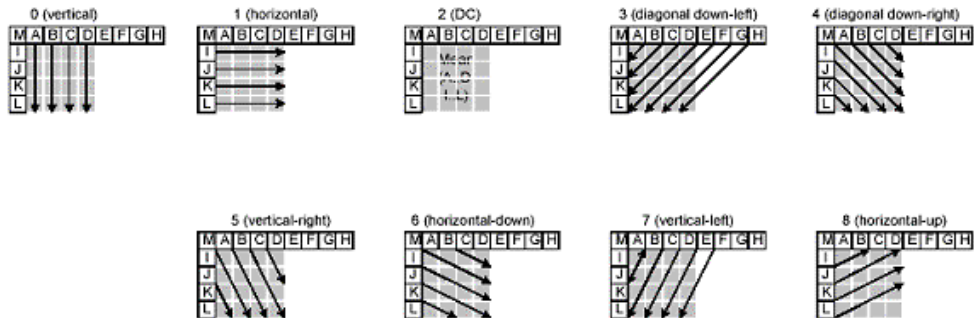 0 (vertical)
M A B C D E F G H
I
J
K
L
1 (horizontal)
M A B C D E F G H
I
J
K
L
2 (DC)
M A B C D E F G H
I
J
K
L
Mean
(A..D
I..L)
3 (diagonal down-left)
M A B C D E F G H
I
J
K
L
4 (diagonal down-right)
M A B C D E F G H
I
J
K
L
5 (vertical-right)
M A B C D E F G H
I
J
K
L
6 (horizontal-down)
M A B C D E F G H
I
J
K
L
7 (vertical-left)
M A B C D E F G H
I
J
K
L
8 (horizontal-up)
M A B C D E F G H
I
J
K
L